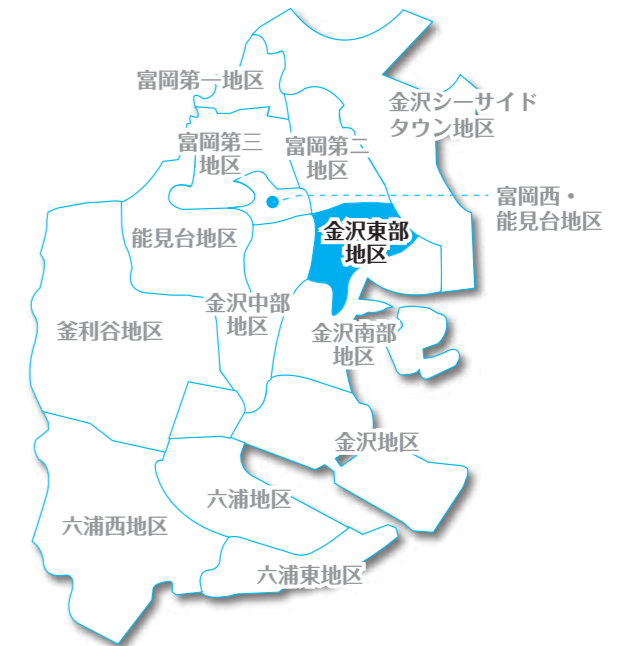 富岡第一地区
金沢シーサイド
タウン地区
富岡第三
地区
富岡第二
地区
富岡西・
能見台地区
能見台地区
金沢東部
地区
金沢中部
地区
釜利谷地区
金沢南部
地区
金沢地区
六浦地区
六浦西地区
六浦東地区